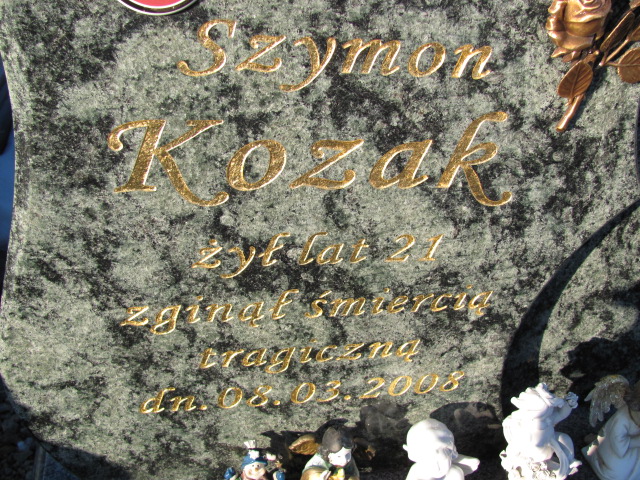 Szymon
Kozak
żył lat 21
zginął śmiercią
tragiczną
dn. 08.03.2008